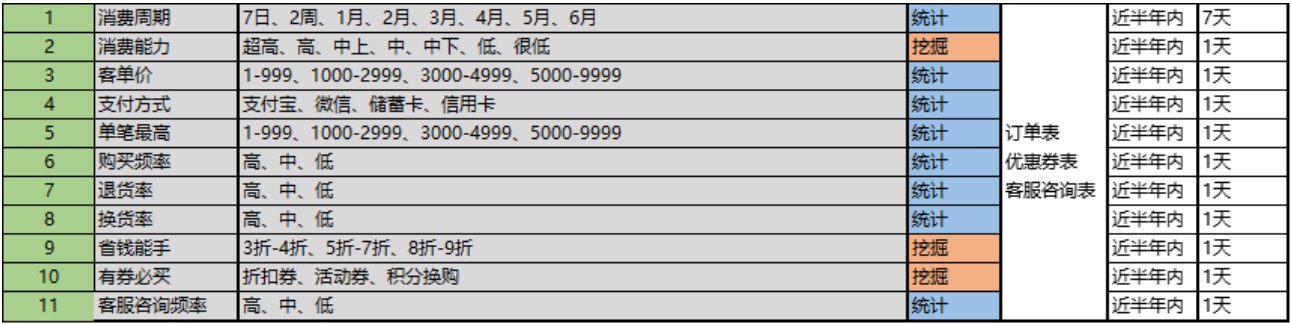 1 消费周期 7日、2周、1月、2月、3月、4月、5月、6月 统计 近半年内 7天
2 消费能力 超高、高、中上、中、中下、低、很低 挖掘 近半年内 1天
3 客单价 1-999、1000-2999、3000-4999、5000-9999 统计 近半年内 1天
4 支付方式 支付宝、微信、储蓄卡、信用卡 统计 近半年内 1天
5 单笔最高 1-999、1000-2999、3000-4999、5000-9999 统计 订单表 近半年内 1天
6 购买频率 高、中、低 统计 优惠券表 近半年内 1天
7 退货率 高、中、低 统计 客服咨询表 近半年内 1天
8 换货率 高、中、低 统计 近半年内 1天
9 省钱能手 3折-4折、5折-7折、8折-9折 挖掘 近半年内 1天
10 有券必买 折扣券、活动券、积分换购 挖掘 近半年内 1天
11 客服咨询频率 高、中、低 统计 近半年内 1天